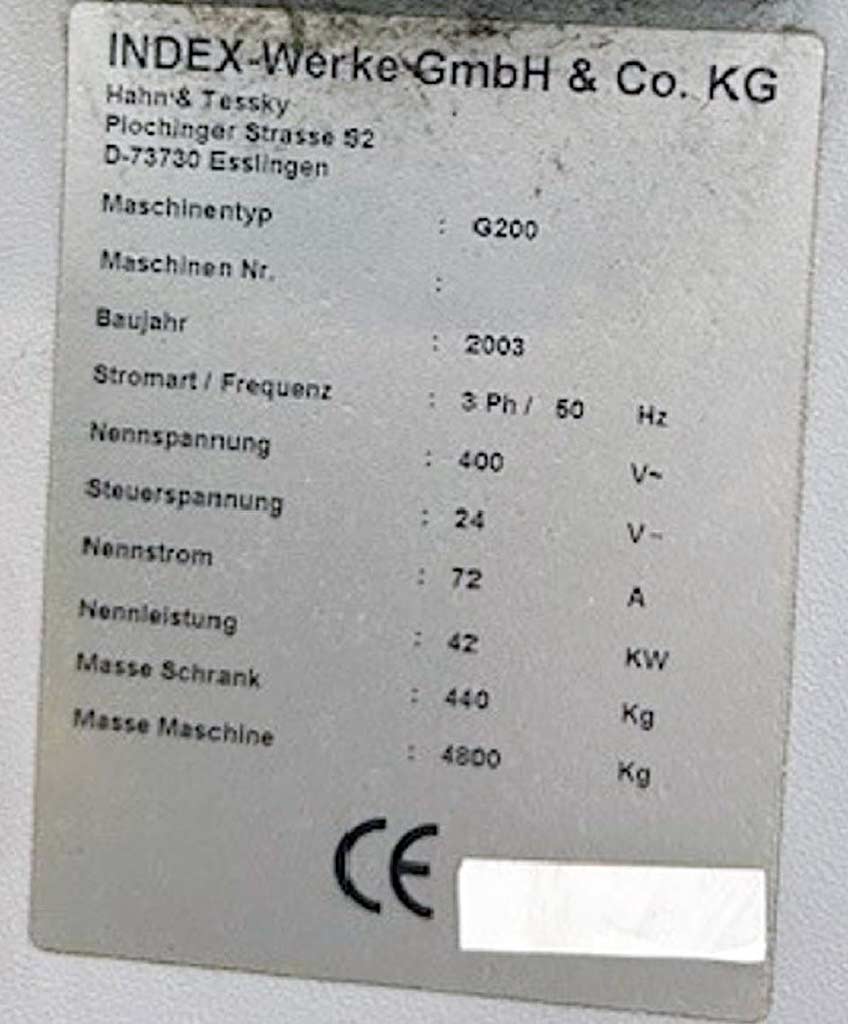 INDEX-Werke GmbH & Co. KG
Hahn & Tessky
Plochinger Strasse 92
D-73730 Esslingen
Maschinentyp : G200
Maschinen Nr. :
Baujahr : 2003
Stromart / Frequenz : 3 Ph / 50 Hz
Nennspannung : 400 V~
Steuerspannung : 24 V-
Nennstrom : 72 A
Nennleistung : 42 KW
Masse Schrank : 440 Kg
Masse Maschine : 4800 Kg
CE